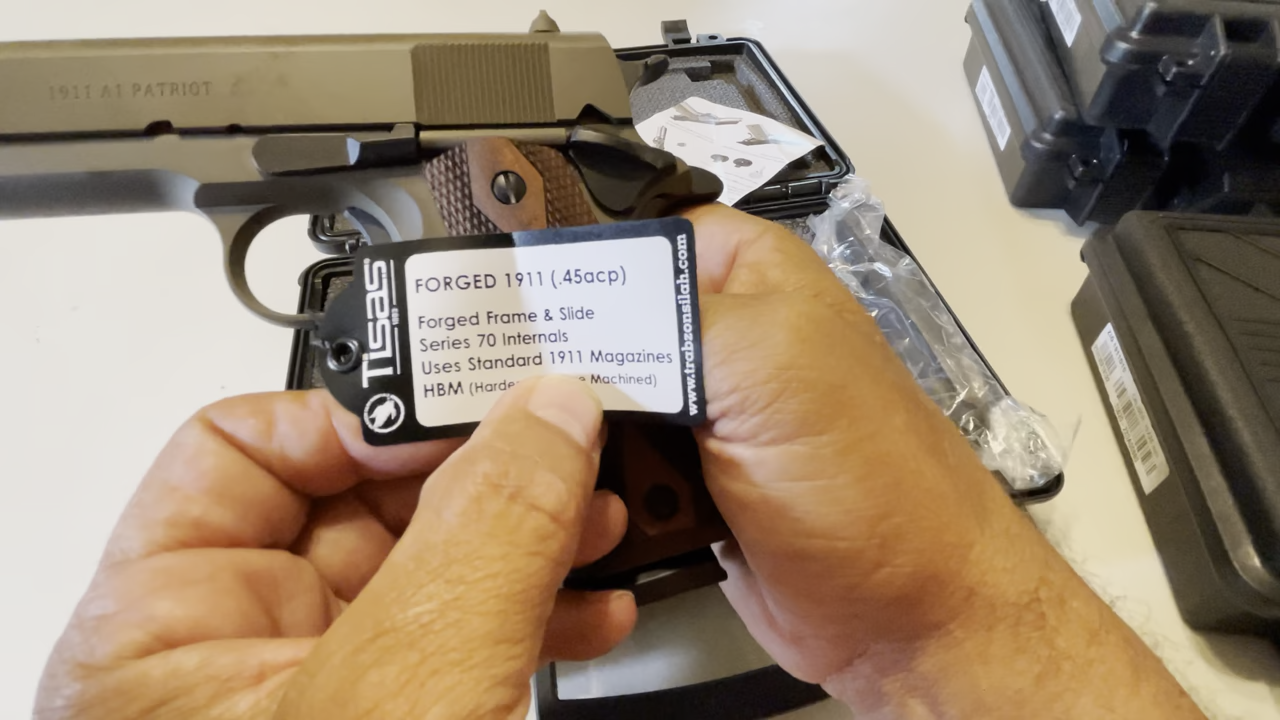 1911 A1 PATRIOT
TISAS
1993
FORGED 1911 (.45acp)
Forged Frame & Slide
Series 70 Internals
Uses Standard 1911 Magazines
HBM (Harde Machined)
www.trabzonsilah.com